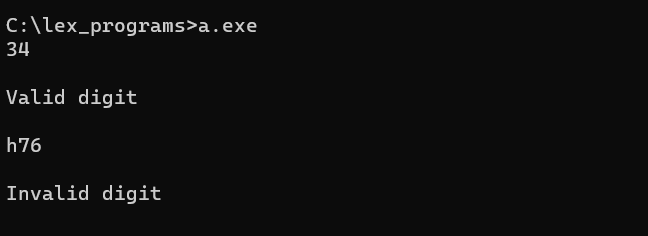 C:\lex_programs>a.exe
34
Valid digit
h76
Invalid digit